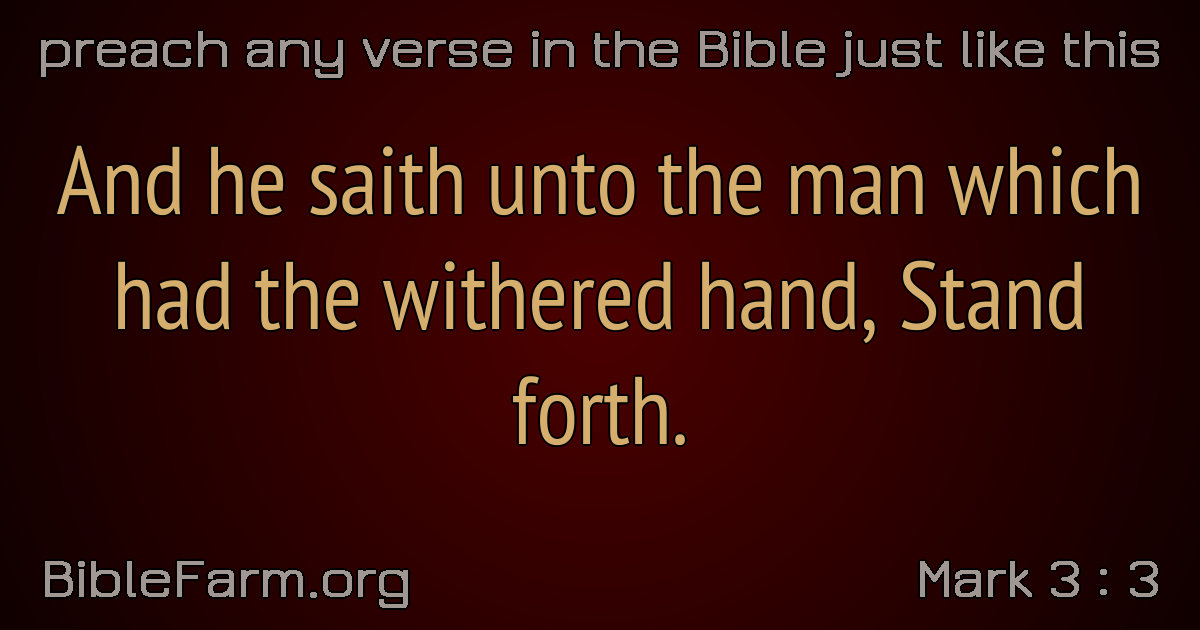 preach any verse in the Bible just like this
And he saith unto the man which
had the withered hand, Stand
forth.
BibleFarm.org
Mark 3 : 3